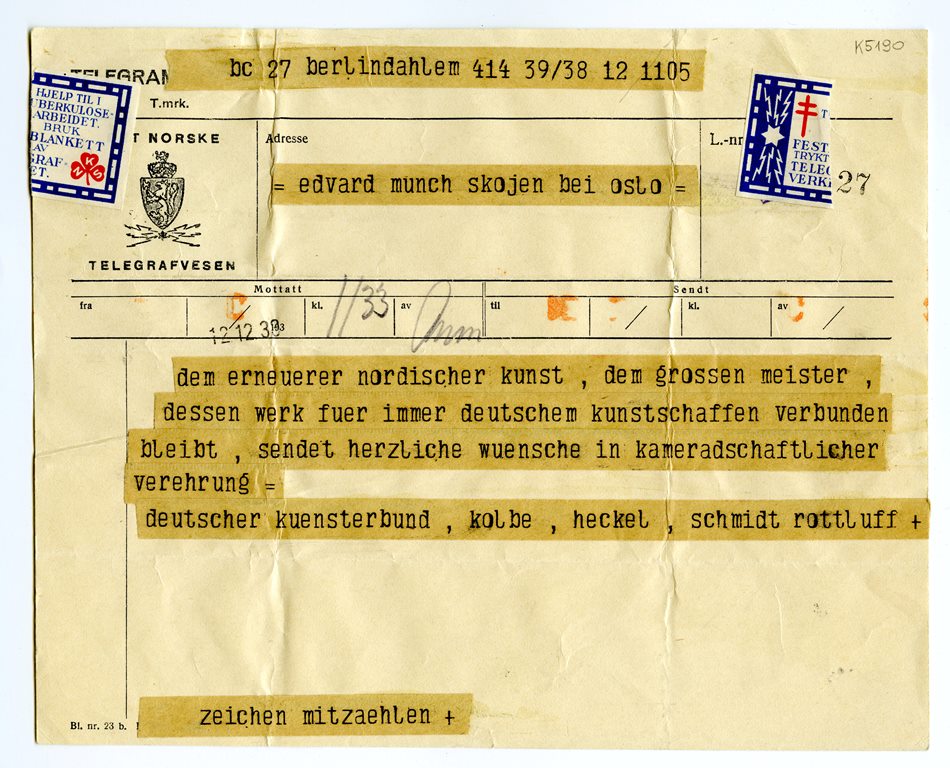 K5190
TELEGRAM
bc 27 berlindahlem 414 39/38 12 1105
T.mrk.
HJELP TIL I
TUBERKULOSE-
ARBEIDET.
BRUK
BLANKETT
AV
GRAF-
ET.
NKS
T NORSKE
TELEGRAFVESEN
Adresse
= edvard munch skojen bei oslo =
L.-nr
T
FEST
TRYKT
TELEG
VERKE
27
Mottatt
Sendt
fra
kl. 1133
av
til
kl.
av
12 12 33
dem erneuerer nordischer kunst , dem grossen meister ,
dessen werk fuer immer deutschem kunstschaffen verbunden
bleibt , sendet herzliche wuensche in kameradschaftlicher
verehrung =
deutscher kuensterbund , kolbe , heckel , schmidt rottluff +
Bl. nr. 23 b.
zeichen mitzaehlen +